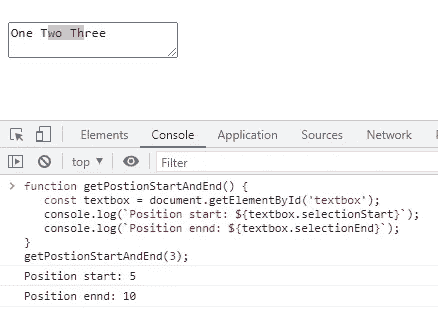 One Two Three
Elements Console Application Sources Network
top Filter
> function getPostionStartAndEnd() {
const textbox = document.getElementById('textbox');
console.log(`Position start: ${textbox.selectionStart}`);
console.log(`Position ennd: ${textbox.selectionEnd}`);
}
getPostionStartAndEnd(3);
Position start: 5
Position ennd: 10